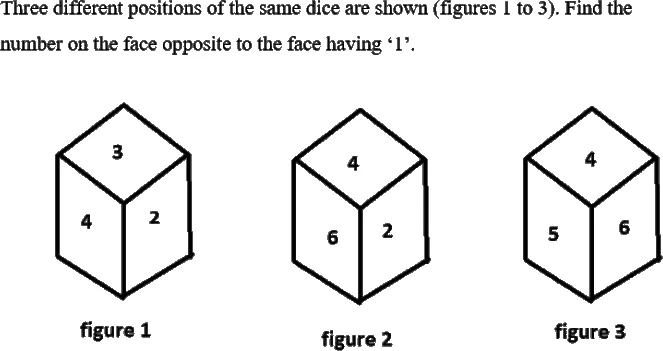 Three different positions of the same dice are shown (figures 1 to 3). Find the
number on the face opposite to the face having ‘1’.
3
4 2
figure 1
4
6 2
figure 2
4
5 6
figure 3